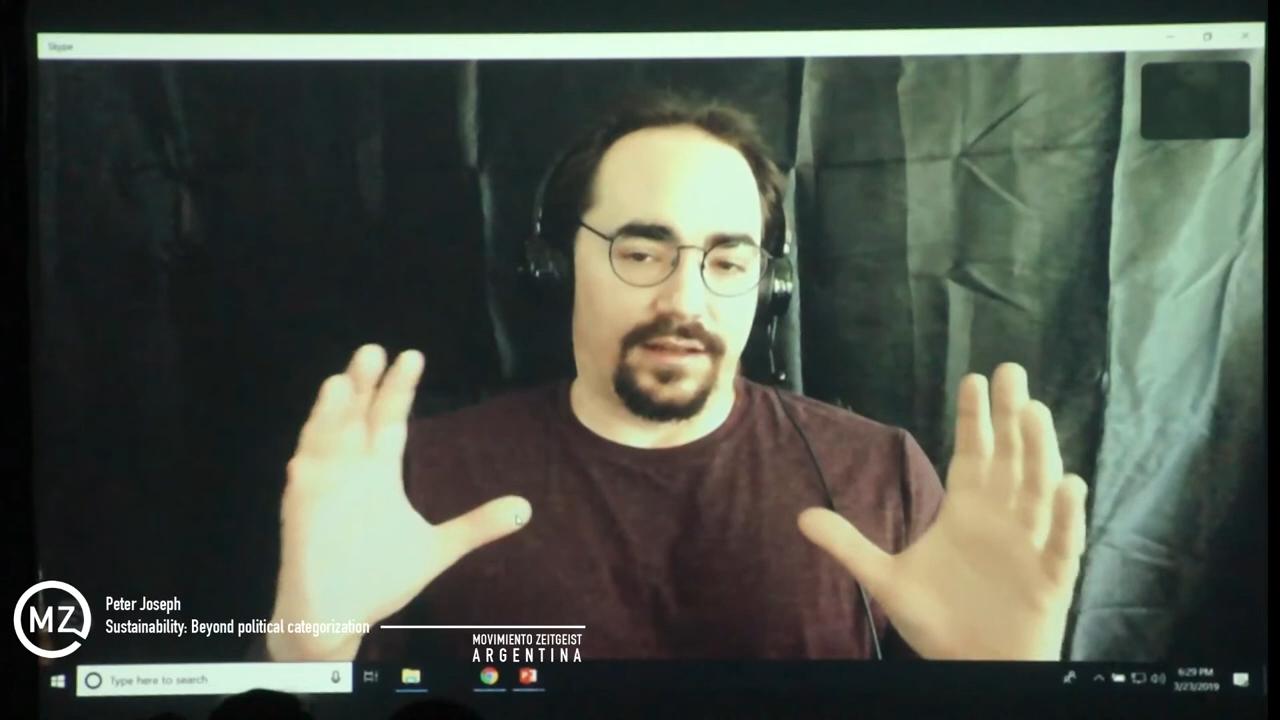 Skype
MZ
Peter Joseph
Sustainability: Beyond political categorization
MOVIMIENTO ZEITGEIST
ARGENTINA
Type here to search
6:29 PM
3/23/2019